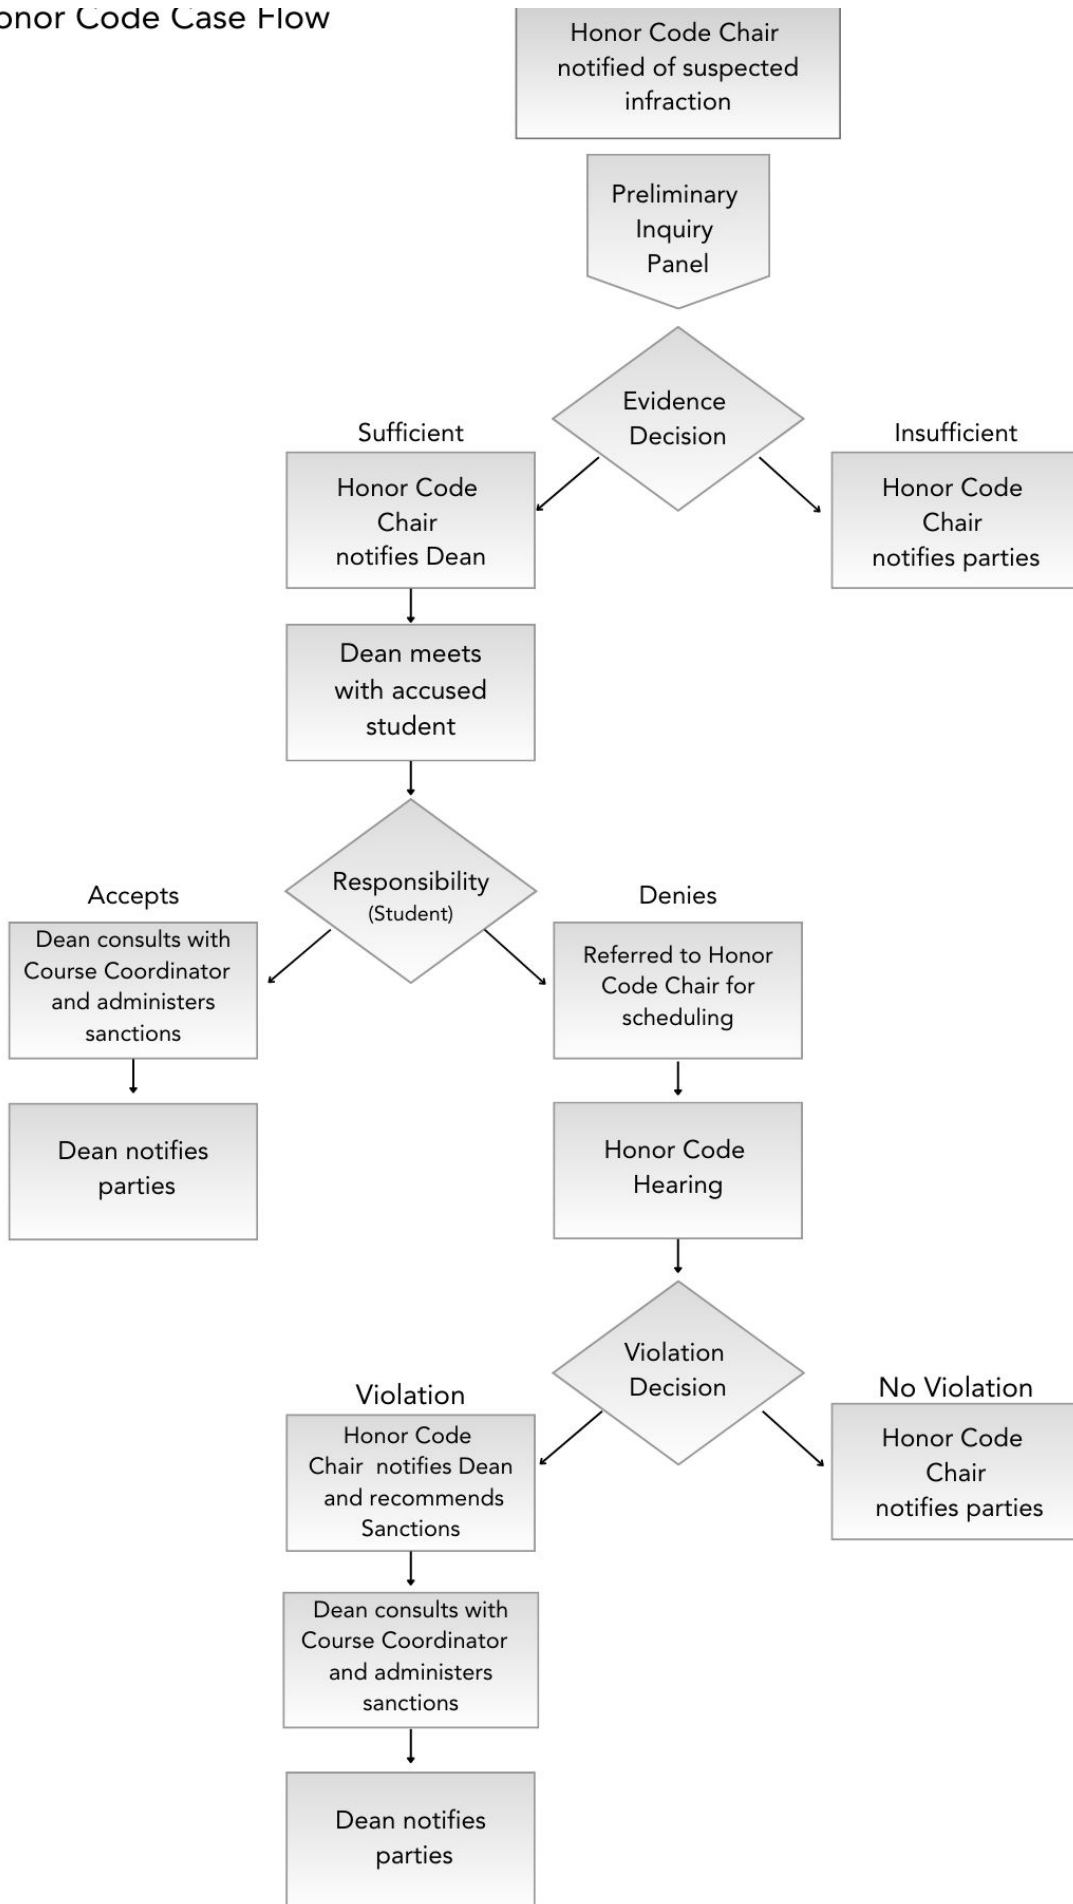 onor Code Case Flow
Honor Code Chair
notified of suspected
infraction
Preliminary
Inquiry
Panel
Evidence
Decision
Sufficient
Honor Code
Chair
notifies Dean
Insufficient
Honor Code
Chair
notifies parties
Dean meets
with accused
student
Responsibility
(Student)
Accepts
Dean consults with
Course Coordinator
and administers
sanctions
Dean notifies
parties
Denies
Referred to Honor
Code Chair for
scheduling
Honor Code
Hearing
Violation
Decision
Violation
Honor Code
Chair  notifies Dean
and recommends
Sanctions
No Violation
Honor Code
Chair
notifies parties
Dean consults with
Course Coordinator
and administers
sanctions
Dean notifies
parties